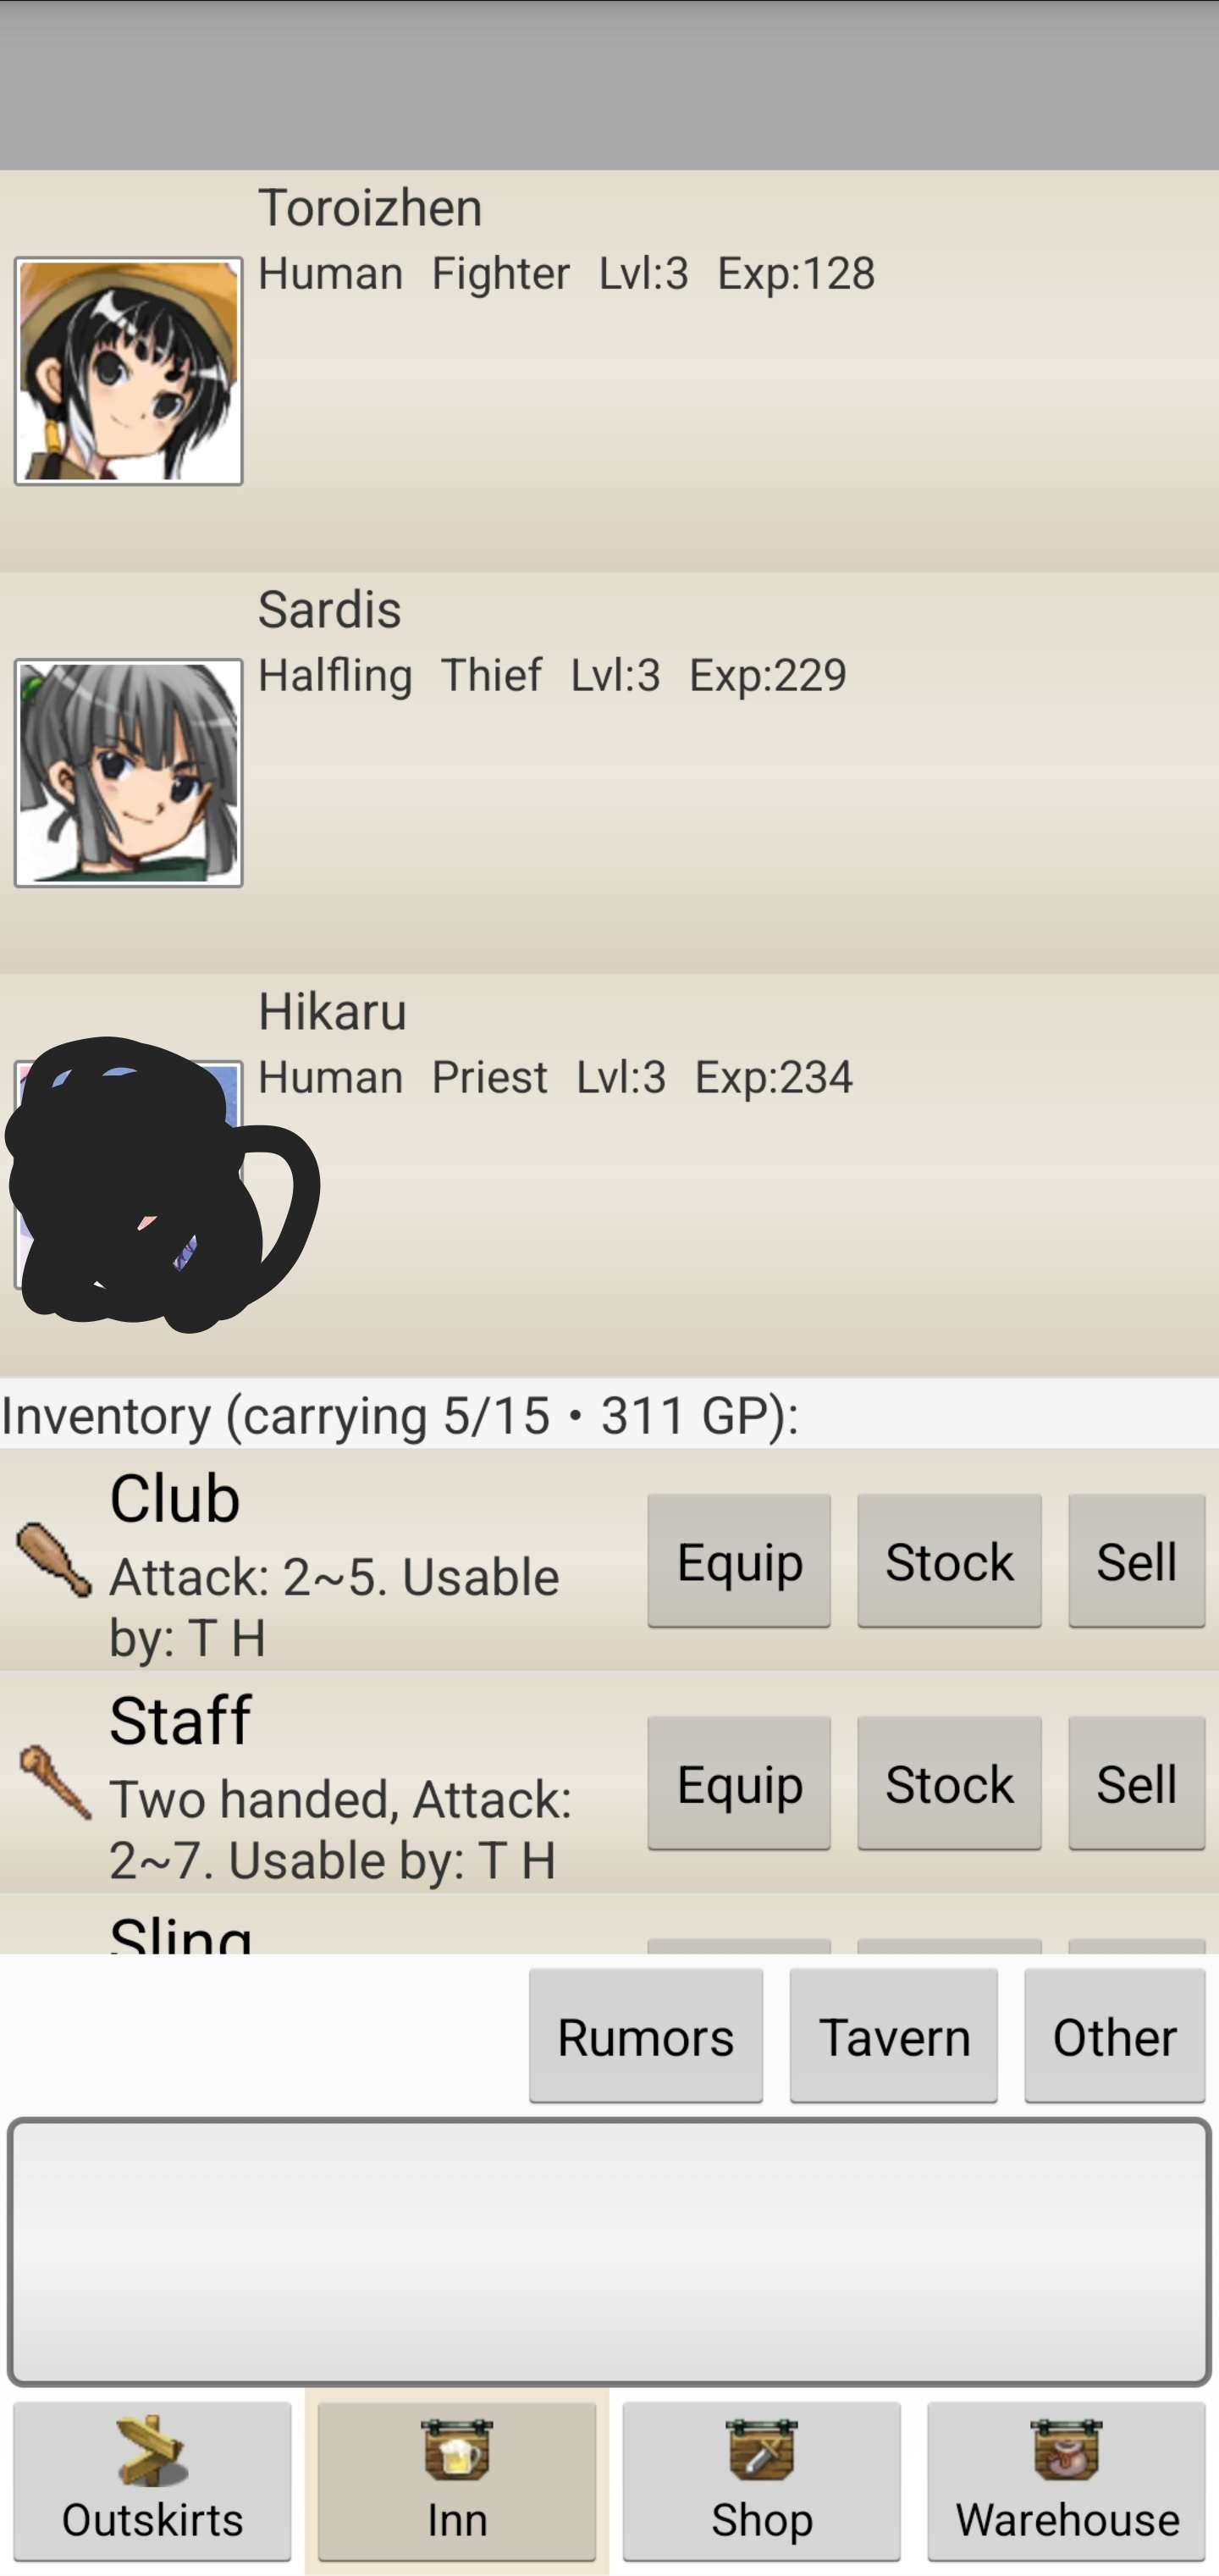 Toroizhen
Human Fighter Lvl:3 Exp:128
Sardis
Halfling Thief Lvl:3 Exp:229
Hikaru
Human Priest Lvl:3 Exp:234
Inventory (carrying 5/15 • 311 GP):
Club
Attack: 2~5. Usable
by: T H
Equip Stock Sell
Staff
Two handed, Attack:
2~7. Usable by: T H
Equip Stock Sell
Sling
Rumors Tavern Other
Outskirts Inn Shop Warehouse